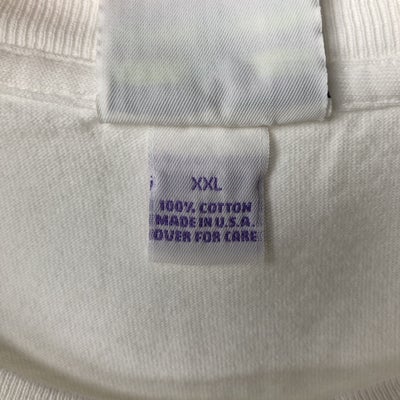 XXL
100% COTTON
MADE IN U.S.A.
OVER FOR CARE